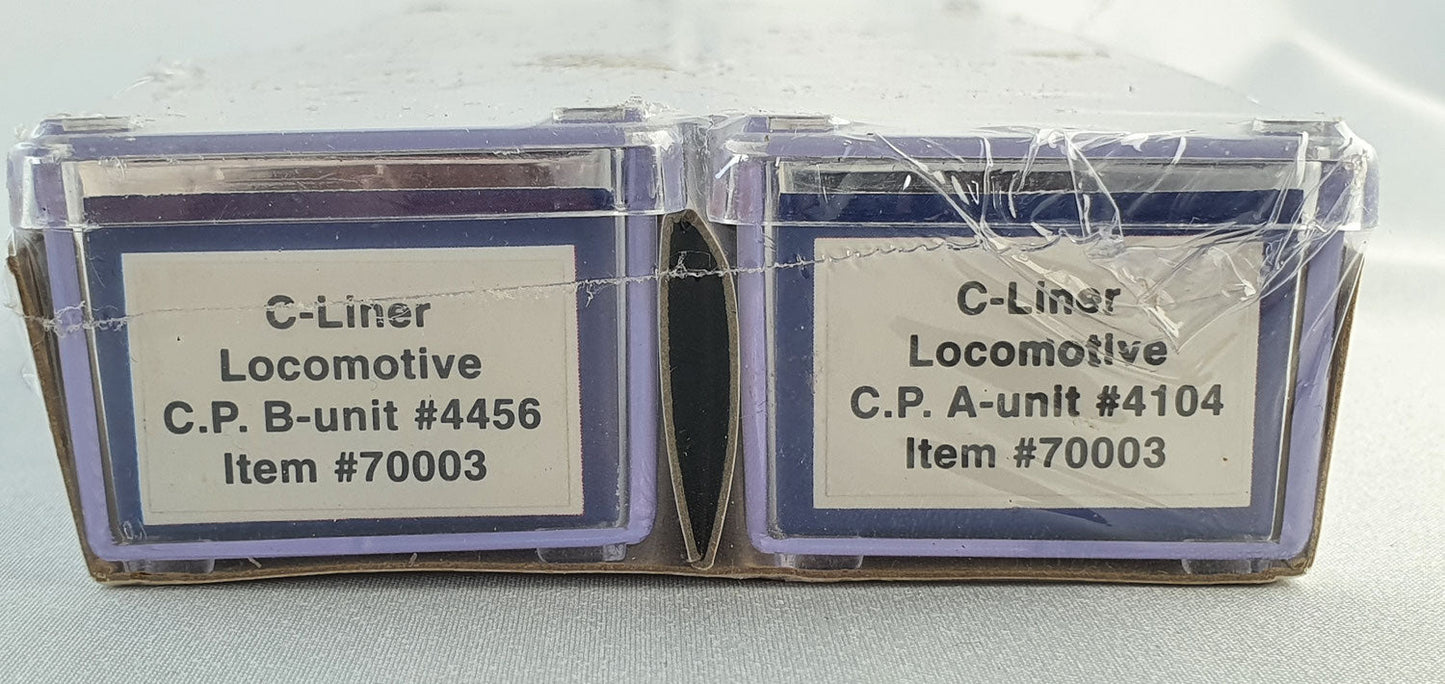 C-Liner
Locomotive
C.P. B-unit #4456
Item #70003
C-Liner
Locomotive
C.P. A-unit #4104
Item #70003